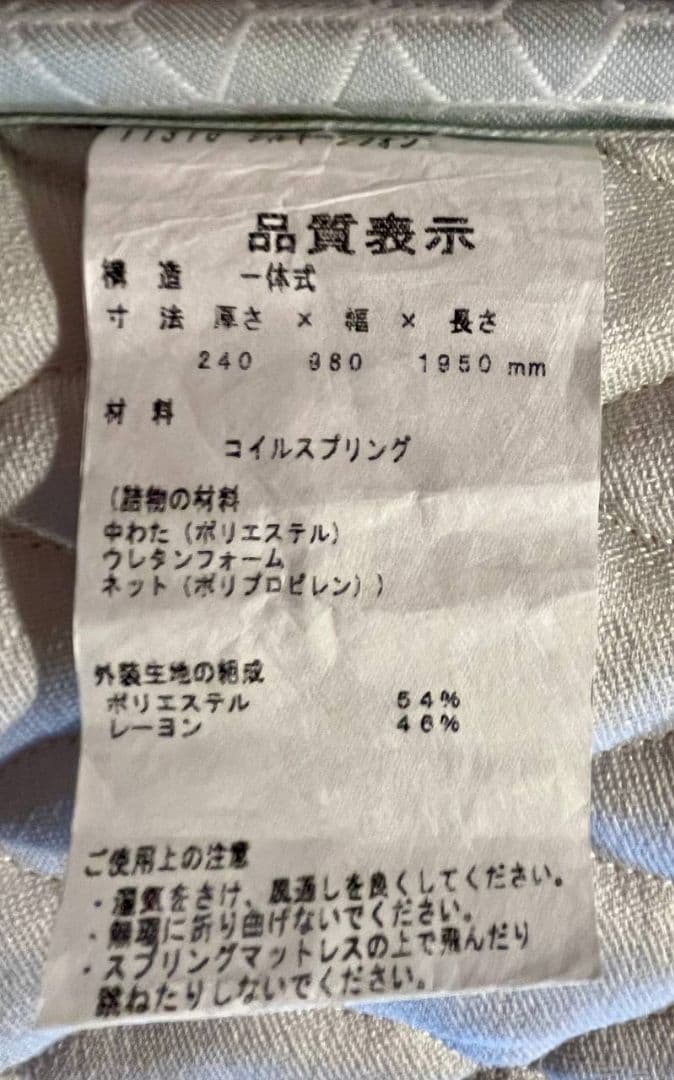 品質表示
構造 一体式
寸法 厚さ × 幅 × 長さ
240 980 1950 mm
材料
コイルスプリング
(詰物の材料
中わた(ポリエステル)
ウレタンフォーム
ネット(ポリプロピレン))
外装生地の組成
ポリエステル 54%
レーヨン 46%
ご使用上の注意
・湿気をさけ、風通しを良くしてください。
・無理に折り曲げないでください。
・スプリングマットレスの上で飛んだり
跳ねたりしないでください。